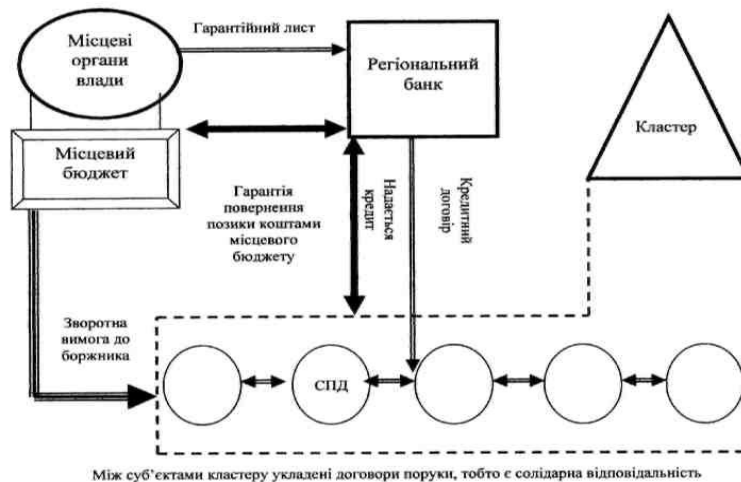 Місцеві
органи
влади
Гарантійний лист
Регіональний
банк
Кластер
Місцевий
бюджет
Гарантія
повернення
позики коштами
місцевого
бюджету
Надається
кредит
Кредитний
договір
Зворотна
вимога до
боржника
СПД
Між суб’єктами кластеру укладені договори поруки, тобто є солідарна відповідальність